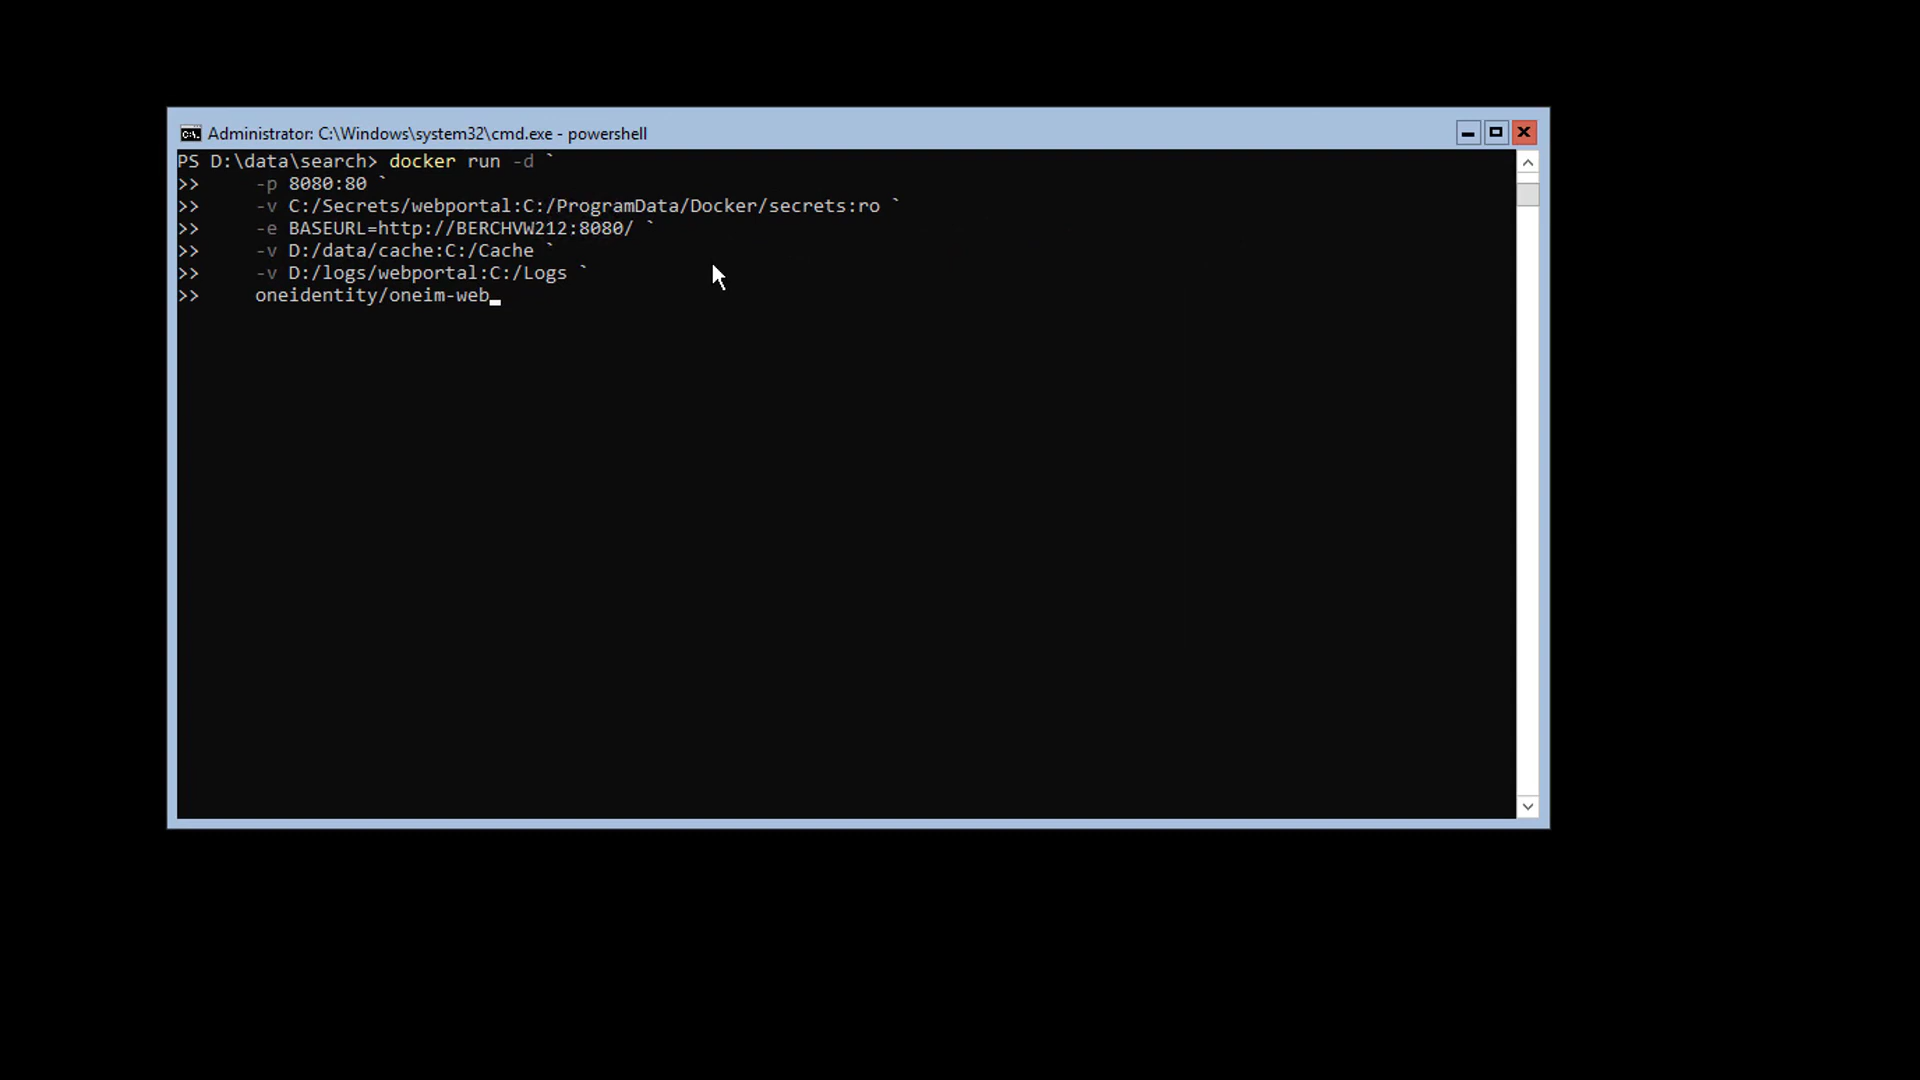 Administrator: C:\Windows\system32\cmd.exe - powershell
PS D:\data\search> docker run -d `
>>     -p 8080:80 `
>>     -v C:/Secrets/webportal:C:/ProgramData/Docker/secrets:ro `
>>     -e BASEURL=http://BERCHVW212:8080/ `
>>     -v D:/data/cache:C:/Cache `
>>     -v D:/logs/webportal:C:/Logs `
>>     oneidentity/oneim-web